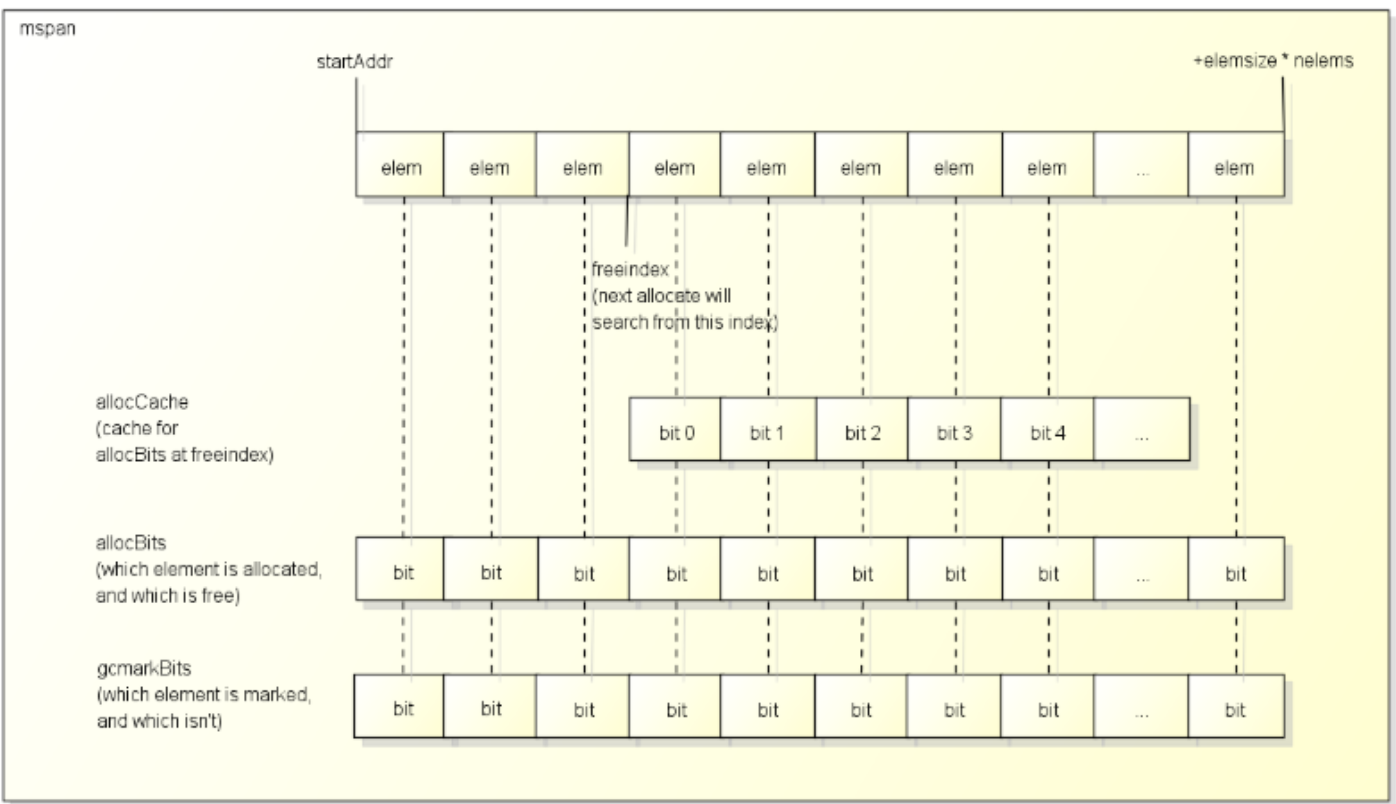 mspan
startAddr
+elemsize * nelems
elem elem elem elem elem elem elem elem ... elem
freeindex
(next allocate will
search from this index)
allocCache
(cache for
allocBits at freeindex)
bit 0 bit 1 bit 2 bit 3 bit 4 ...
allocBits
(which element is allocated,
and which is free)
bit bit bit bit bit bit bit bit ... bit
gcmarkBits
(which element is marked,
and which isn't)
bit bit bit bit bit bit bit bit ... bit